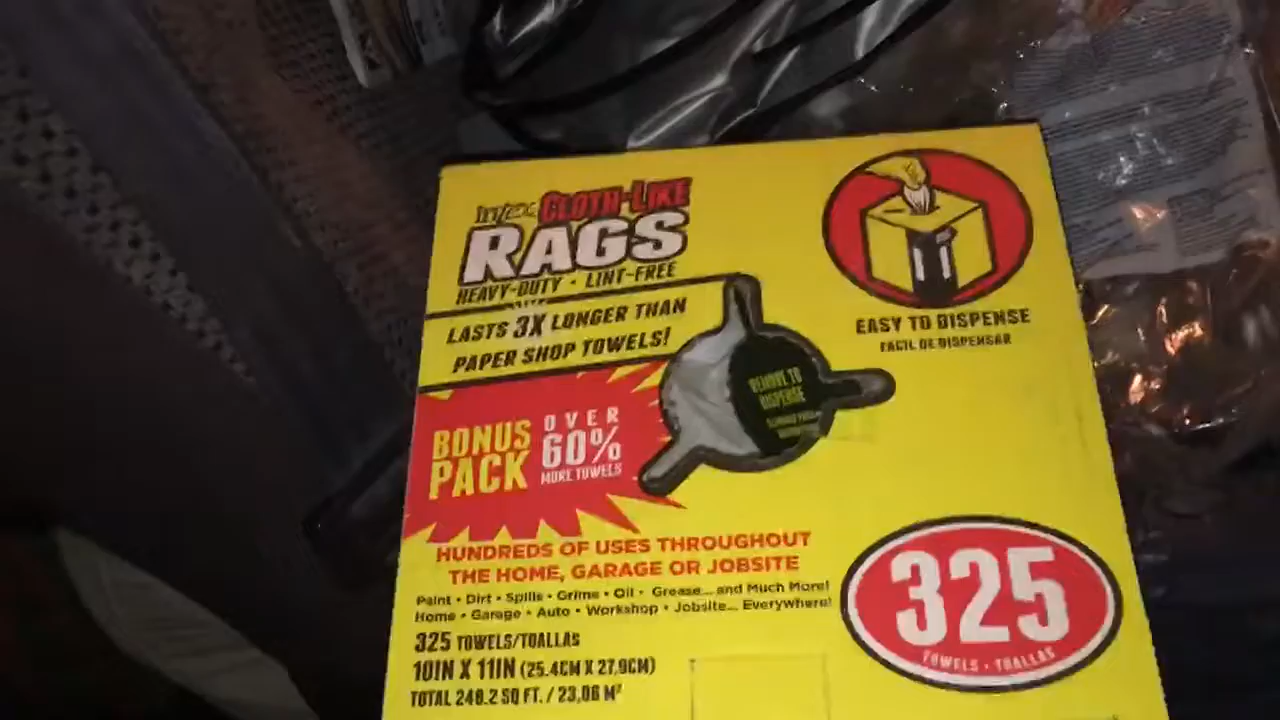 intex CLOTH-LIKE
RAGS
HEAVY-DUTY • LINT-FREE
LASTS 3X LONGER THAN
PAPER SHOP TOWELS!
BONUS
PACK
OVER
60%
MORE TOWELS
REMOVE TO
DISPENSE
EASY TO DISPENSE
FACIL DE DISPENSAR
HUNDREDS OF USES THROUGHOUT
THE HOME, GARAGE OR JOBSITE
Paint • Dirt • Spills • Grime • Oil • Grease... and Much More!
Home • Garage • Auto • Workshop • Jobsite... Everywhere!
325 TOWELS/TOALLAS
10IN X 11IN (25.4CM X 27,9CM)
TOTAL 248.2 SQ FT. / 23,06 M²
325
TOWELS • TOALLAS